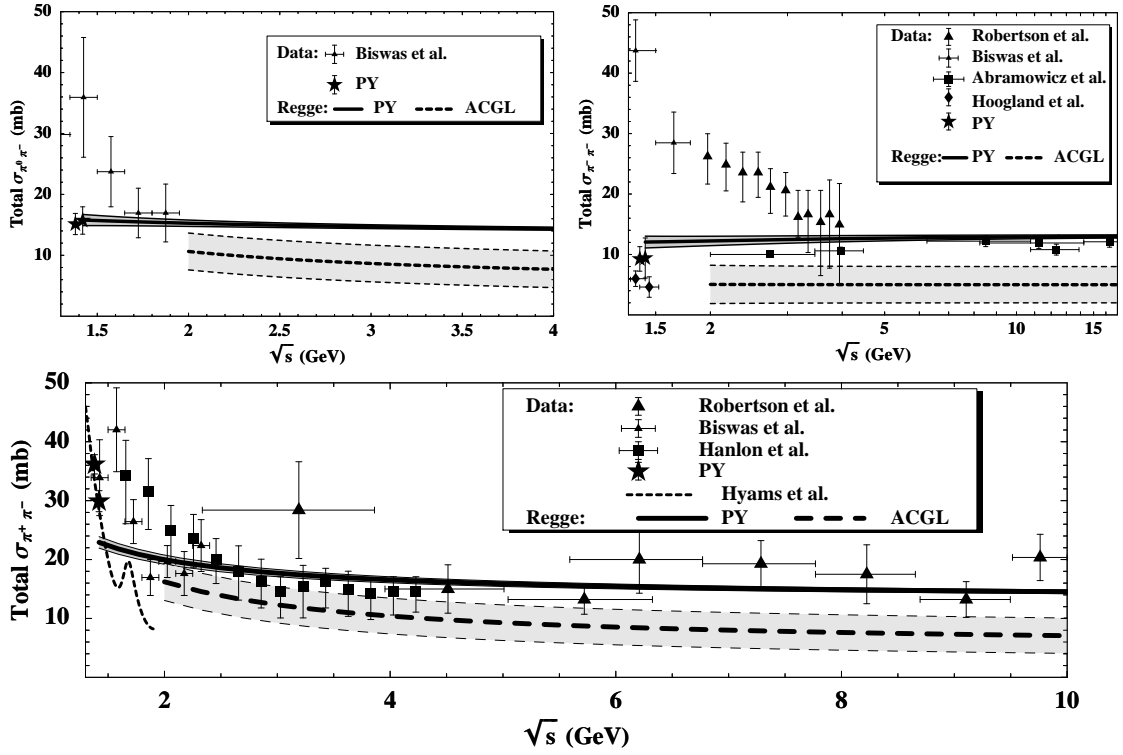 50
40
30
20
10
Total σπ⁰ π⁻ (mb)
Data: Biswas et al.
PY
Regge: PY ACGL
1.5 2 2.5 3 3.5 4
√s (GeV)
50
40
30
20
10
Total σπ⁻ π⁻ (mb)
Data: Robertson et al.
Biswas et al.
Abramowicz et al.
Hoogland et al.
PY
Regge: PY ACGL
1.5 2 5 10 15
√s (GeV)
50
40
30
20
10
Total σπ⁺ π⁻ (mb)
Data: Robertson et al.
Biswas et al.
Hanlon et al.
PY
Hyams et al.
Regge: PY ACGL
2 4 6 8 10
√s (GeV)